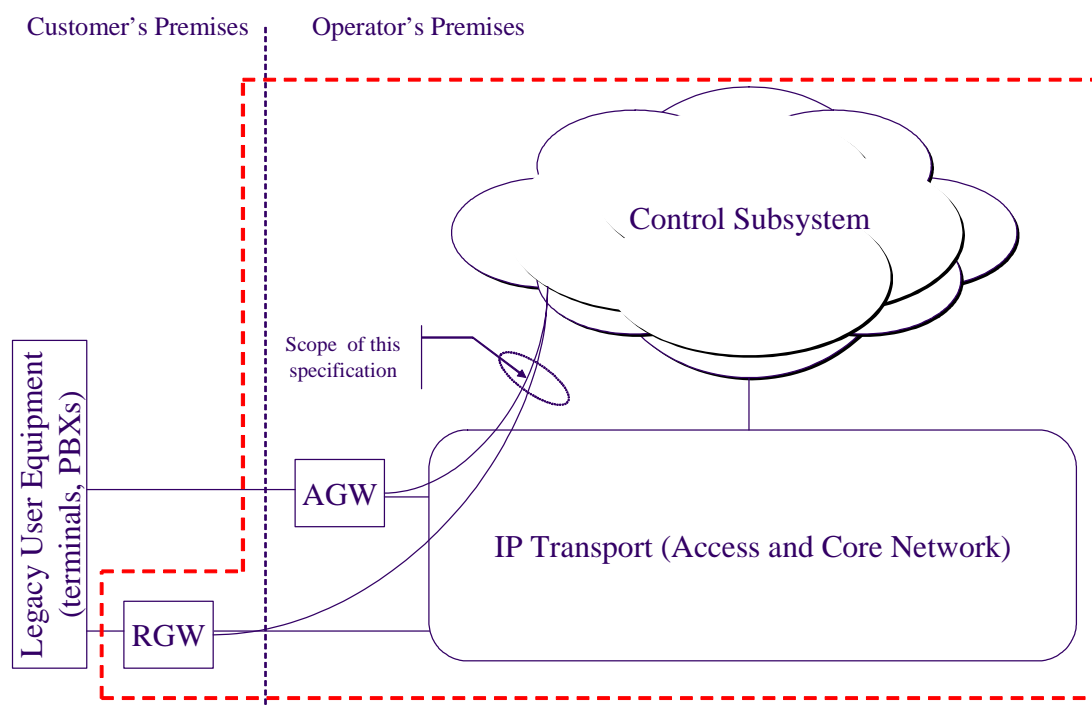 Customer’s Premises
Operator’s Premises
Control Subsystem
Scope of this
specification
Legacy User Equipment
(terminals, PBXs)
AGW
IP Transport (Access and Core Network)
RGW